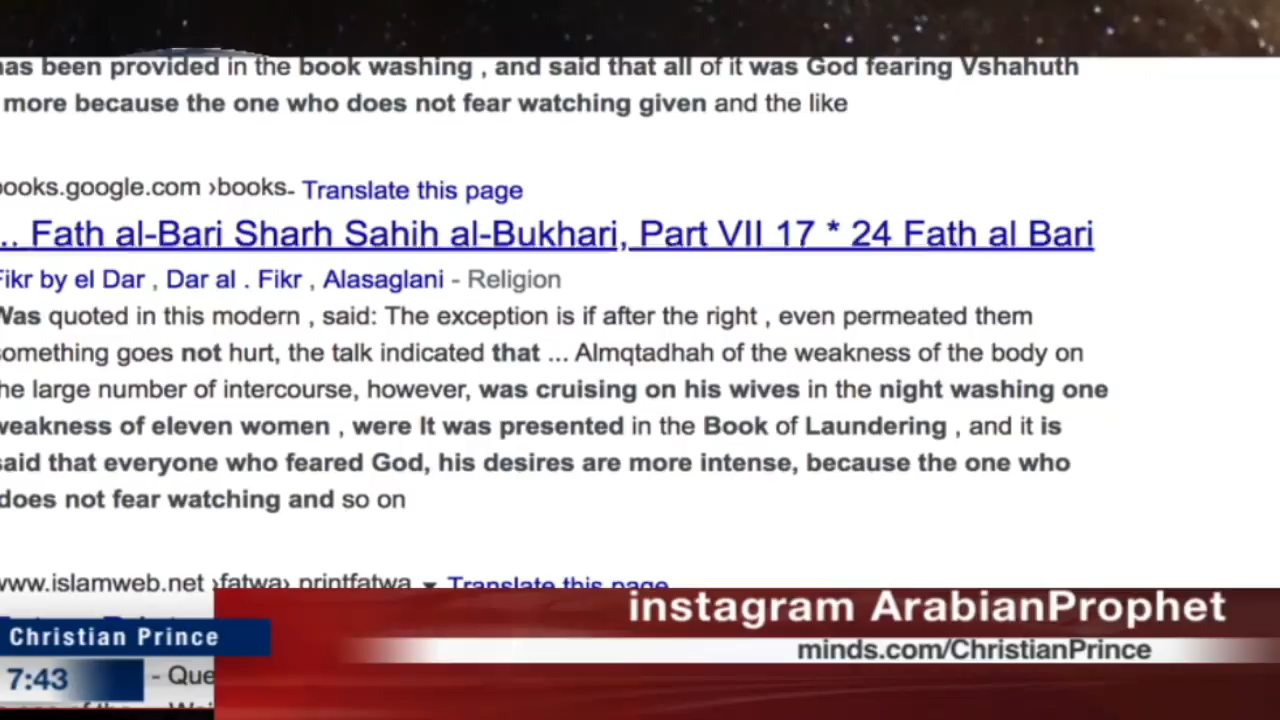 has been provided in the book washing , and said that all of it was God fearing Vshahuth
more because the one who does not fear watching given and the like
books.google.com ›books- Translate this page
... Fath al-Bari Sharh Sahih al-Bukhari, Part VII 17 * 24 Fath al Bari
Fikr by el Dar , Dar al . Fikr , Alasaglani - Religion
Was quoted in this modern , said: The exception is if after the right , even permeated them
something goes not hurt, the talk indicated that ... Almqtadhah of the weakness of the body on
the large number of intercourse, however, was cruising on his wives in the night washing one
weakness of eleven women , were It was presented in the Book of Laundering , and it is
said that everyone who feared God, his desires are more intense, because the one who
does not fear watching and so on
www.islamweb.net ›fatwa› printfatwa Translate this page
instagram ArabianProphet
Christian Prince
minds.com/ChristianPrince
7:43
- Que